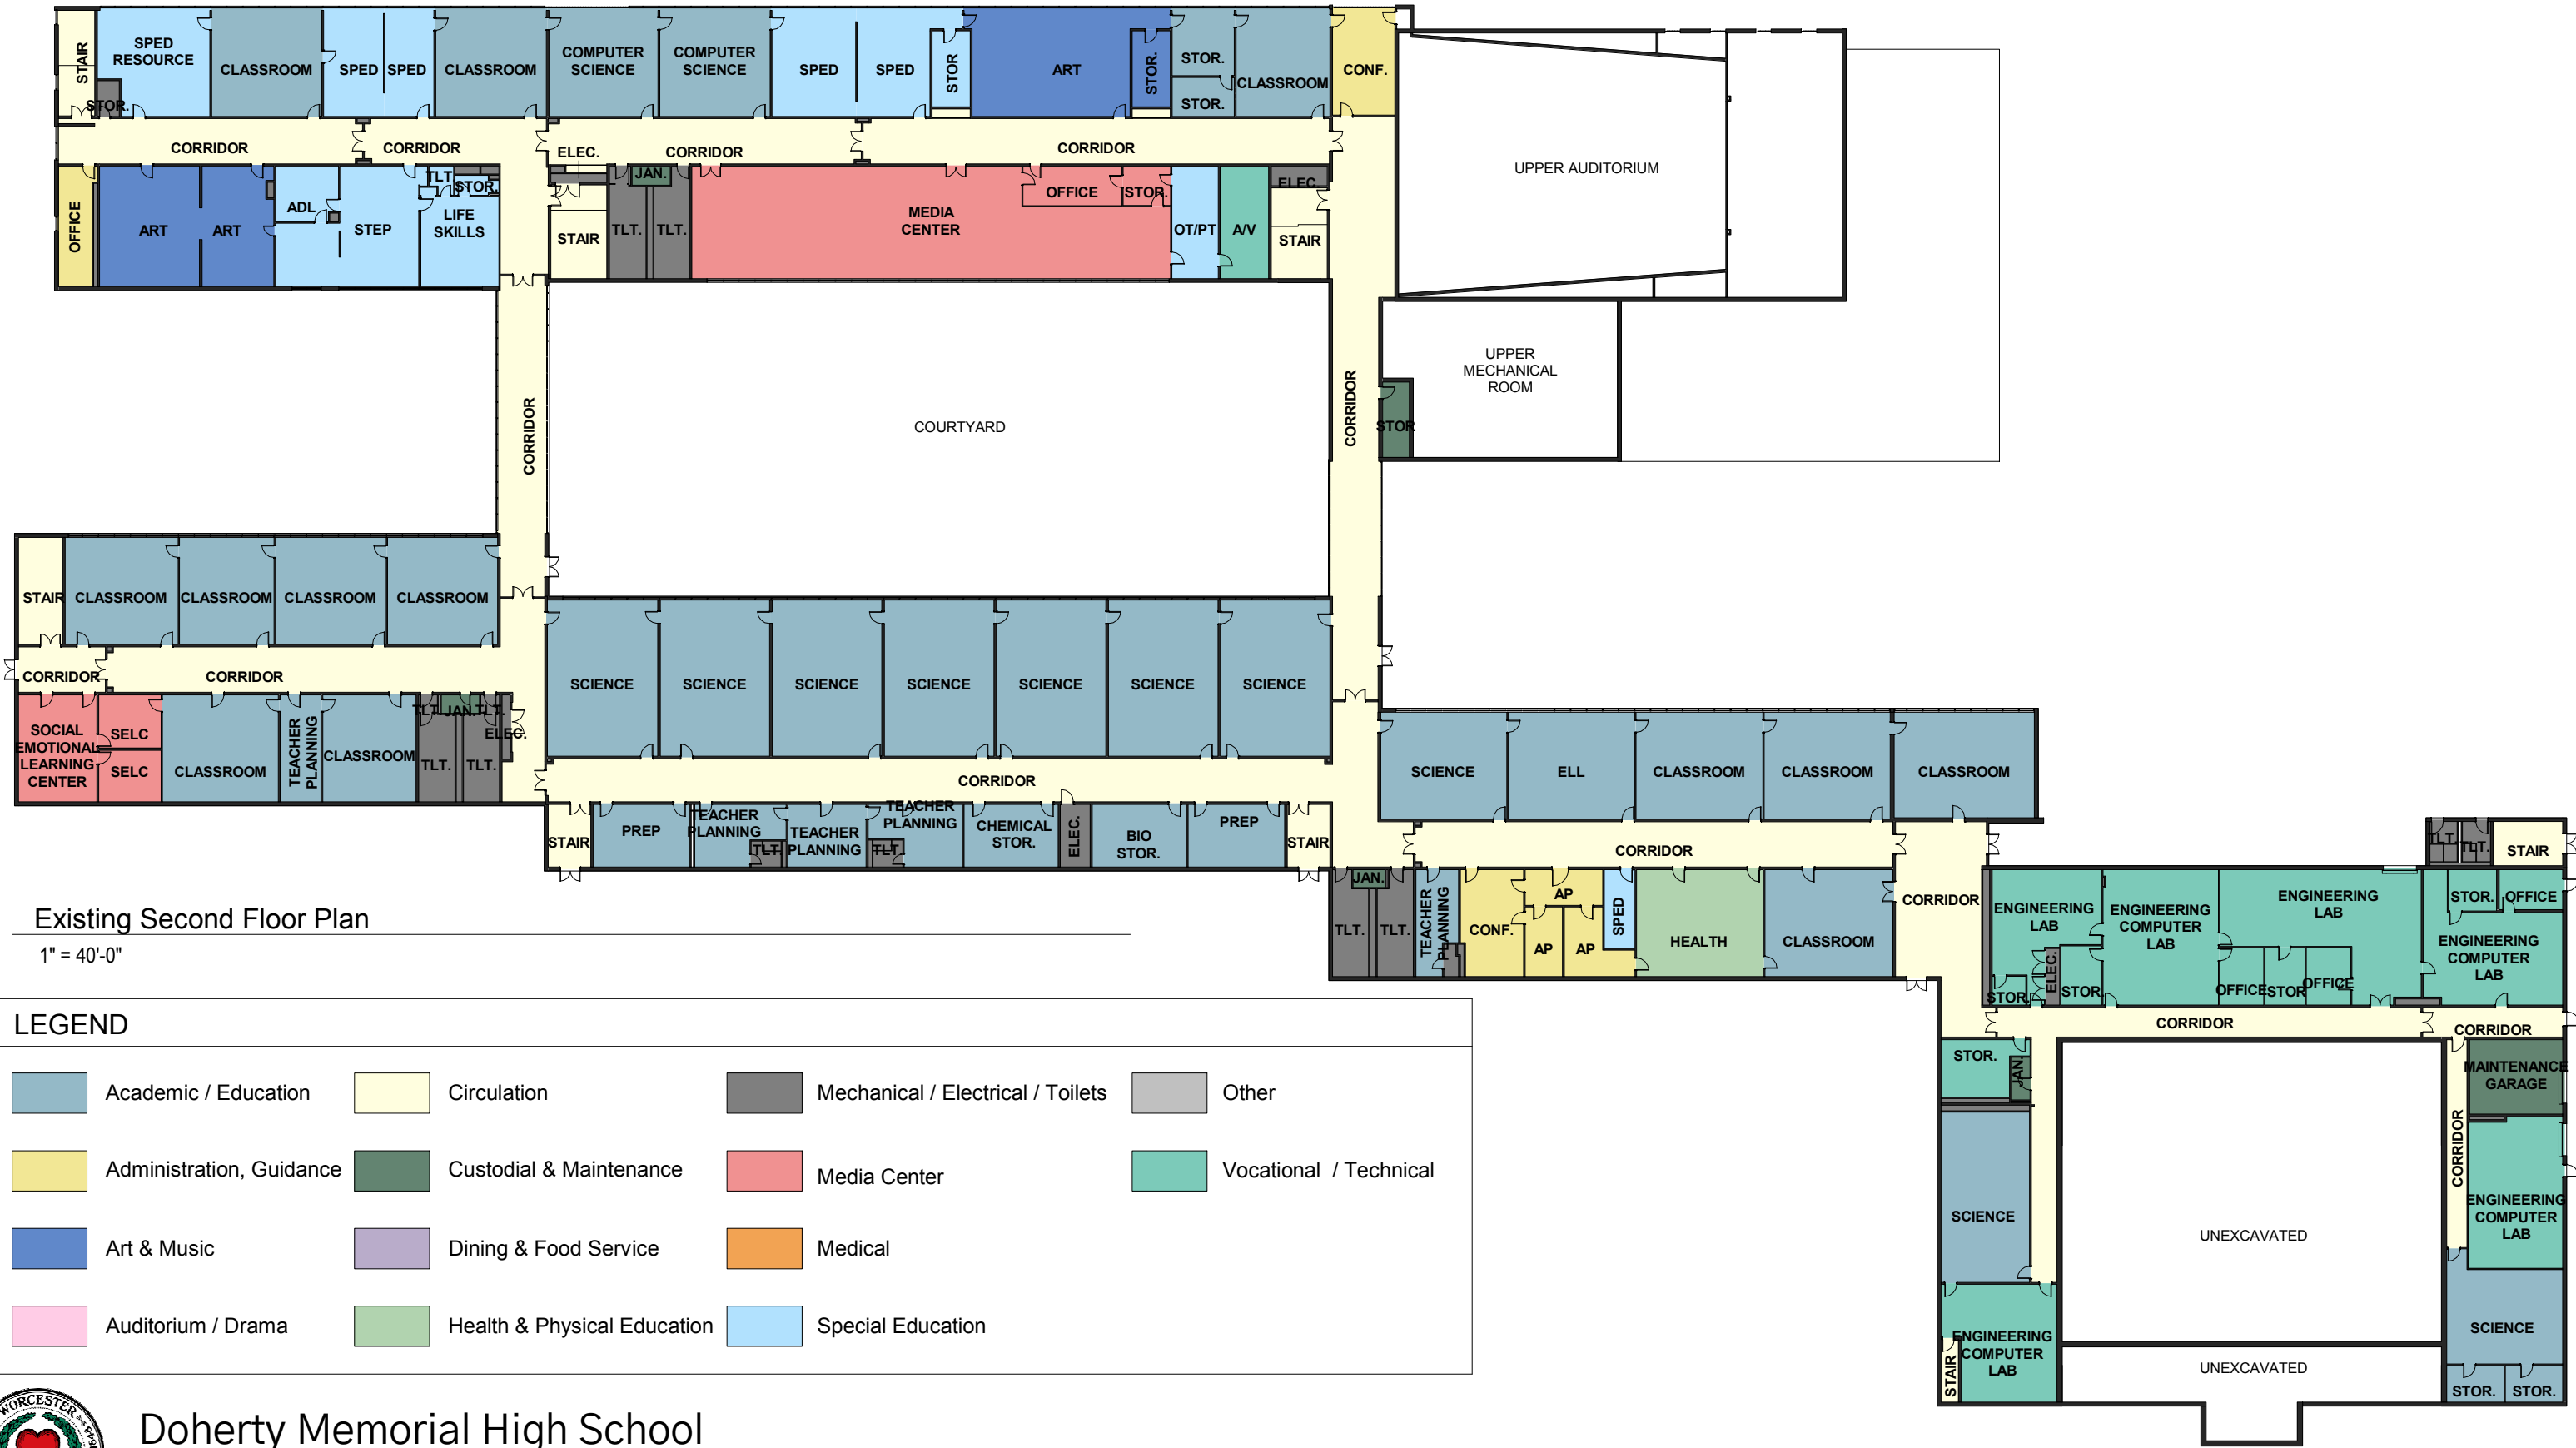 STAIR
SPED
RESOURCE
STOR.
CLASSROOM
SPED
SPED
CLASSROOM
COMPUTER
SCIENCE
COMPUTER
SCIENCE
SPED
SPED
STOR
ART
STOR.
STOR.
STOR.
CLASSROOM
CONF.
UPPER AUDITORIUM
CORRIDOR
CORRIDOR
ELEC.
CORRIDOR
CORRIDOR
OFFICE
ART
ART
ADL
STEP
TLT
STOR.
LIFE
SKILLS
STAIR
TLT.
JAN.
TLT.
MEDIA
CENTER
OFFICE
STOR.
OT/PT
A/V
ELEC.
STAIR
CORRIDOR
COURTYARD
CORRIDOR
STOR
UPPER
MECHANICAL
ROOM
STAIR
CLASSROOM
CLASSROOM
CLASSROOM
CLASSROOM
CORRIDOR
CORRIDOR
SCIENCE
SCIENCE
SCIENCE
SCIENCE
SCIENCE
SCIENCE
SCIENCE
SOCIAL
EMOTIONAL
LEARNING
CENTER
SELC
SELC
CLASSROOM
TEACHER
PLANNING
CLASSROOM
TLT.
JAN.
TLT.
TLT.
TLT.
ELEC.
CORRIDOR
STAIR
PREP
TEACHER
PLANNING
TLT.
TEACHER
PLANNING
TEACHER
PLANNING
TLT.
CHEMICAL
STOR.
ELEC.
BIO
STOR.
PREP
STAIR
SCIENCE
ELL
CLASSROOM
CLASSROOM
CLASSROOM
CORRIDOR
TLT.
JAN.
TLT.
TEACHER
PLANNING
CONF.
AP
AP
AP
SPED
HEALTH
CLASSROOM
CORRIDOR
TLT.
TLT.
STAIR
ENGINEERING
LAB
STOR.
ELEC.
STOR.
ENGINEERING
COMPUTER
LAB
ENGINEERING
LAB
OFFICE
STOR
OFFICE
STOR.
OFFICE
ENGINEERING
COMPUTER
LAB
CORRIDOR
CORRIDOR
STOR.
JAN.
SCIENCE
ENGINEERING
COMPUTER
LAB
STAIR
UNEXCAVATED
UNEXCAVATED
CORRIDOR
MAINTENANCE
GARAGE
ENGINEERING
COMPUTER
LAB
SCIENCE
STOR.
STOR.
Existing Second Floor Plan
1" = 40'-0"
LEGEND
Academic / Education
Circulation
Mechanical / Electrical / Toilets
Other
Administration, Guidance
Custodial & Maintenance
Media Center
Vocational / Technical
Art & Music
Dining & Food Service
Medical
Auditorium / Drama
Health & Physical Education
Special Education
WORCESTER
Doherty Memorial High School